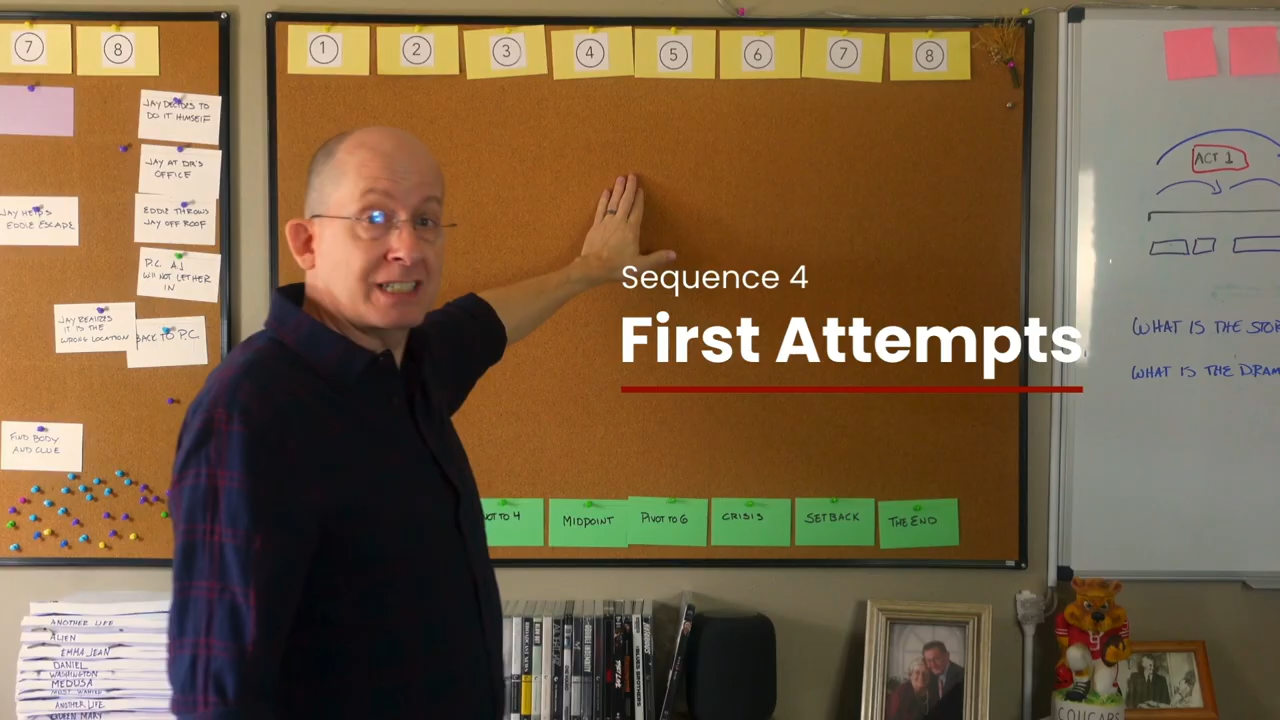 7
8
JAY DECIDES TO
DO IT HIMSELF
JAY AT DR'S
OFFICE
JAY HELPS
EDDIE ESCAPE
EDDIE THROWS
JAY OFF ROOF
WILL NOT LET HER
IN
JAY REALIZES
IT IS THE
WRONG LOCATION
BACK TO P.C.
FIND BODY
AND CLUE
1
2
3
4
5
6
7
8
Sequence 4
First Attempts
TO 4
MIDPOINT
PIVOT TO 6
CRISIS
SETBACK
THE END
ACT 1
WHAT IS THE
WHAT IS THE
ANOTHER LIFE
ALIEN
EMMA JEAN
DANIEL
WASHINGTON
MEDUSA
MOST WANTED
ANOTHER LIFE
QUEEN MARY
COUGARS